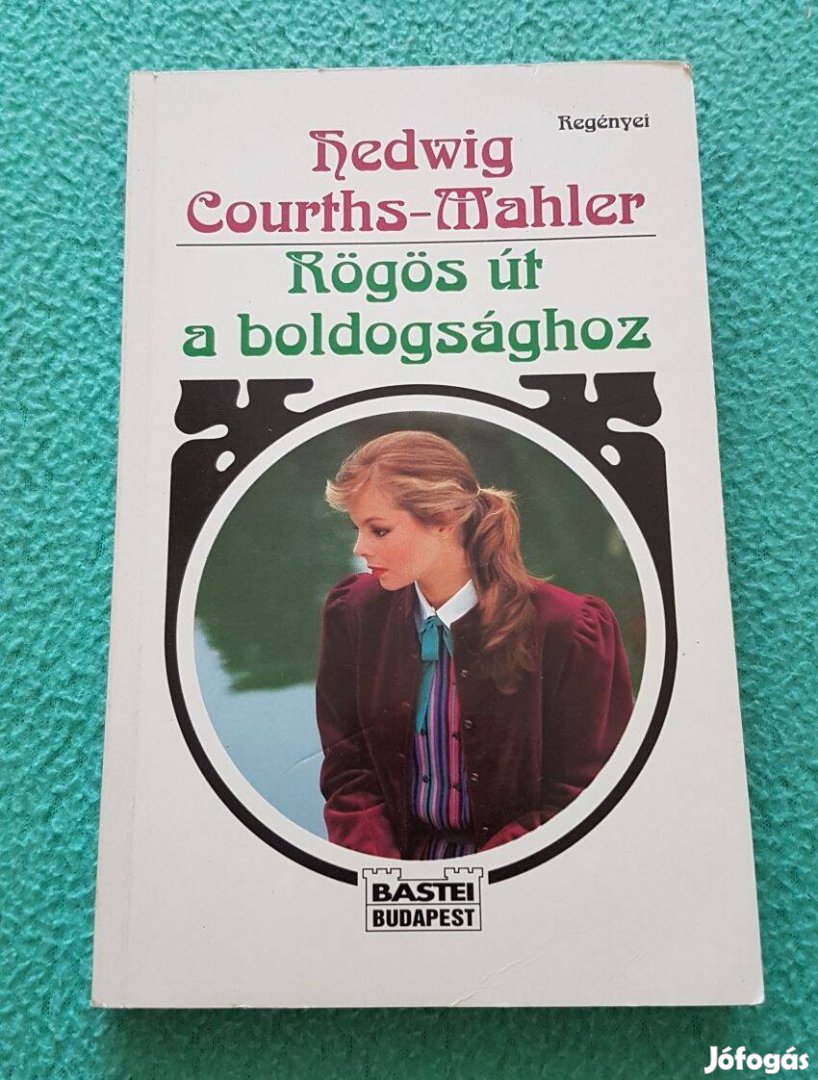 Regényei
Hedwig
Courths-Mahler
Rögös út
a boldogsághoz
BASTEI
BUDAPEST
Jófogás